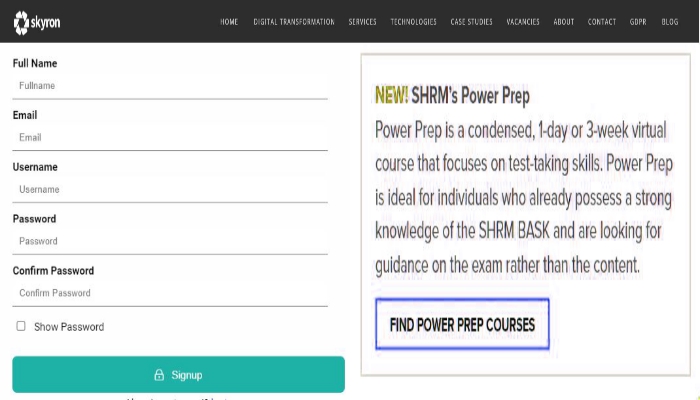 skyron
HOME DIGITAL TRANSFORMATION SERVICES TECHNOLOGIES CASE STUDIES VACANCIES ABOUT CONTACT GDPR BLOG
Full Name
Fullname
Email
Email
Username
Username
Password
Password
Confirm Password
Confirm Password
Show Password
Signup
NEW! SHRM's Power Prep
Power Prep is a condensed, 1-day or 3-week virtual
course that focuses on test-taking skills. Power Prep
is ideal for individuals who already possess a strong
knowledge of the SHRM BASK and are looking for
guidance on the exam rather than the content.
FIND POWER PREP COURSES